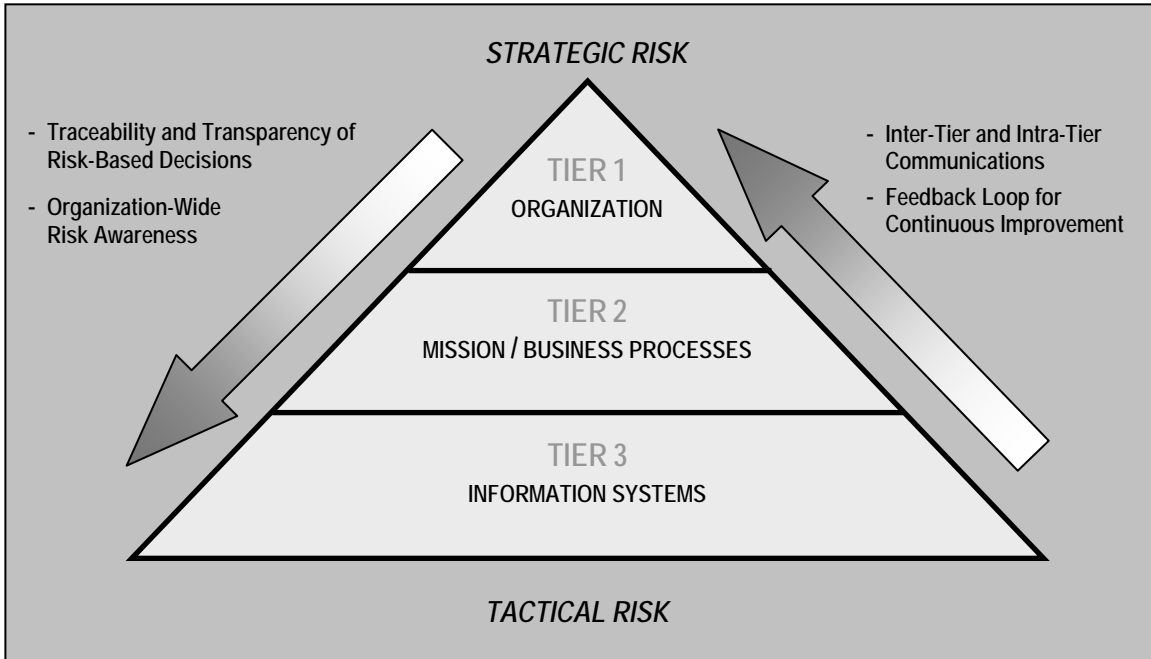 STRATEGIC RISK
- Traceability and Transparency of
Risk-Based Decisions
- Organization-Wide
Risk Awareness
- Inter-Tier and Intra-Tier
Communications
- Feedback Loop for
Continuous Improvement
TIER 1
ORGANIZATION
TIER 2
MISSION / BUSINESS PROCESSES
TIER 3
INFORMATION SYSTEMS
TACTICAL RISK